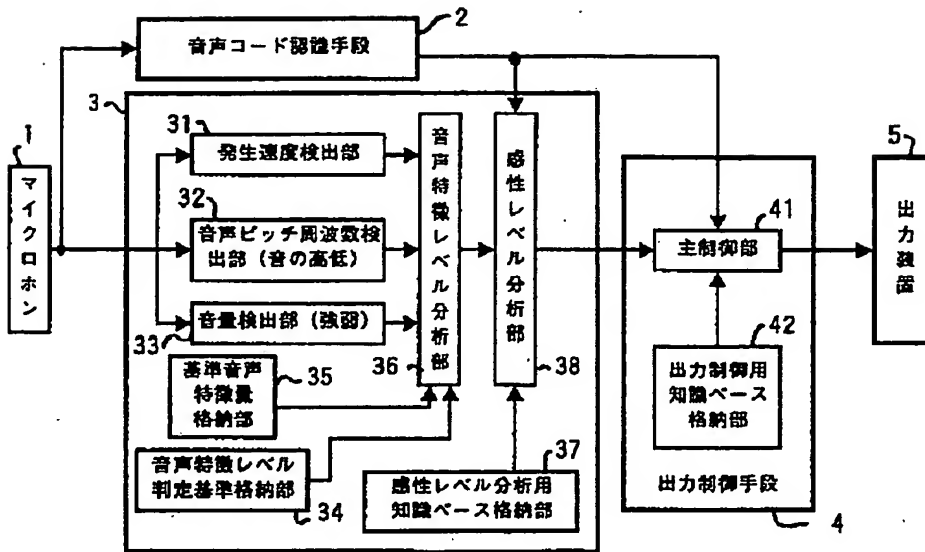 2
音声コード認識手段
3
31
発生速度検出部
32
音声ピッチ周波数検
出部(音の高低)
音量検出部(強弱)
33
基準音声
特徴量
格納部
35
音声特徴レベル
判定基準格納部
34
音声特徴レベル分析部
36
感性レベル分析部
38
37
感性レベル分析用
知識ベース格納部
1
マイクロホン
41
主制御部
42
出力制御用
知識ベース
格納部
出力制御手段
4
5
出力装置